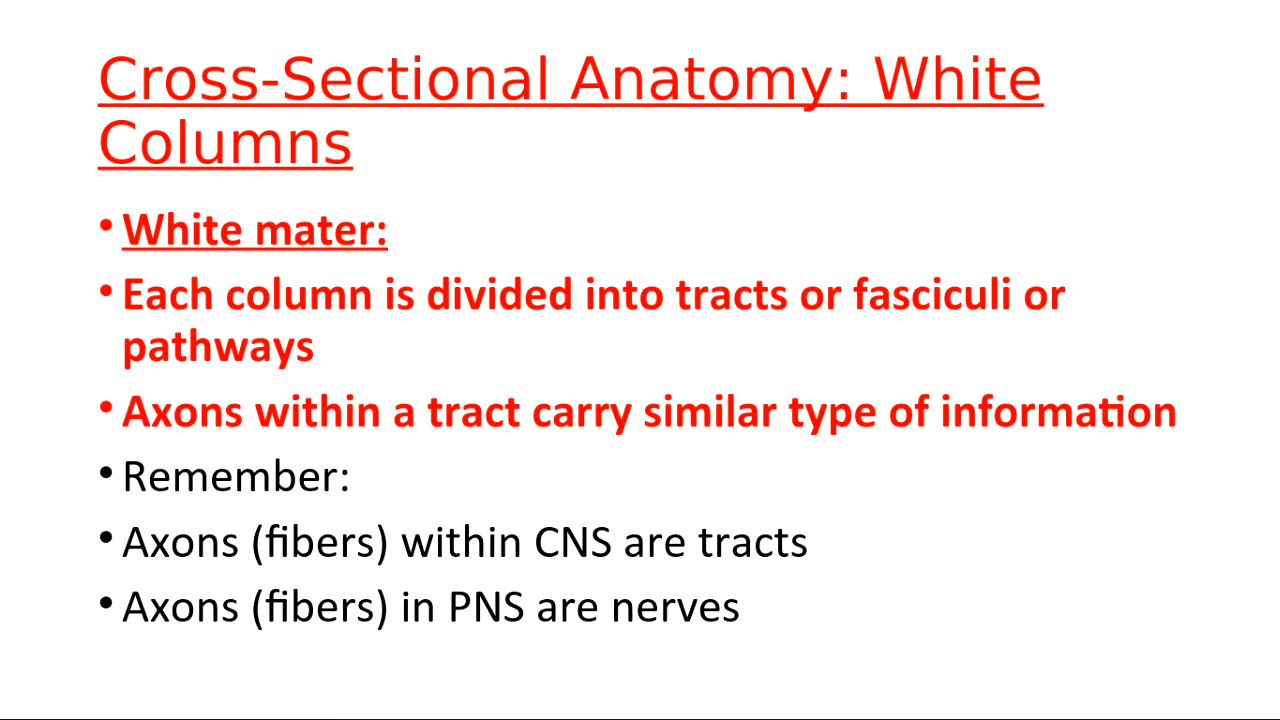 Cross-Sectional Anatomy: White
Columns
• White mater:
• Each column is divided into tracts or fasciculi or
pathways
• Axons within a tract carry similar type of information
• Remember:
• Axons (fibers) within CNS are tracts
• Axons (fibers) in PNS are nerves